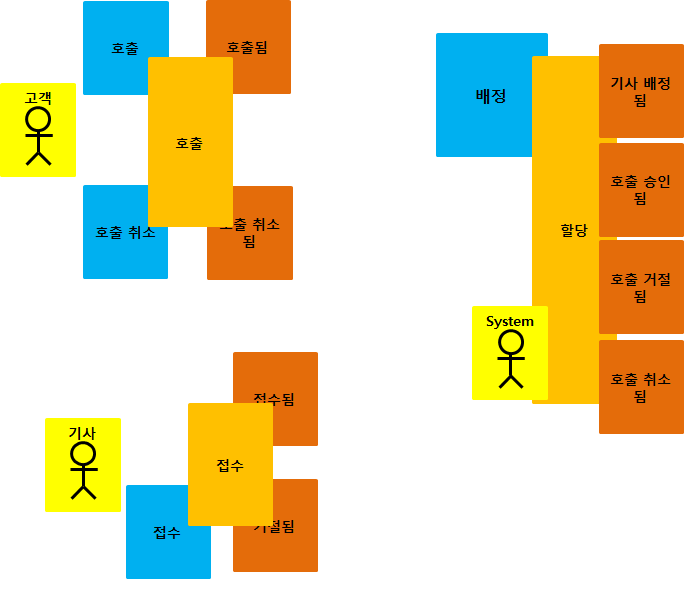 호출
호출됨
고객
호출
호출 취소
호출 취소
됨
배정
기사 배정
됨
호출 승인
됨
할당
호출 거절
됨
System
호출 취소
됨
기사
접수됨
접수
접수
거절됨